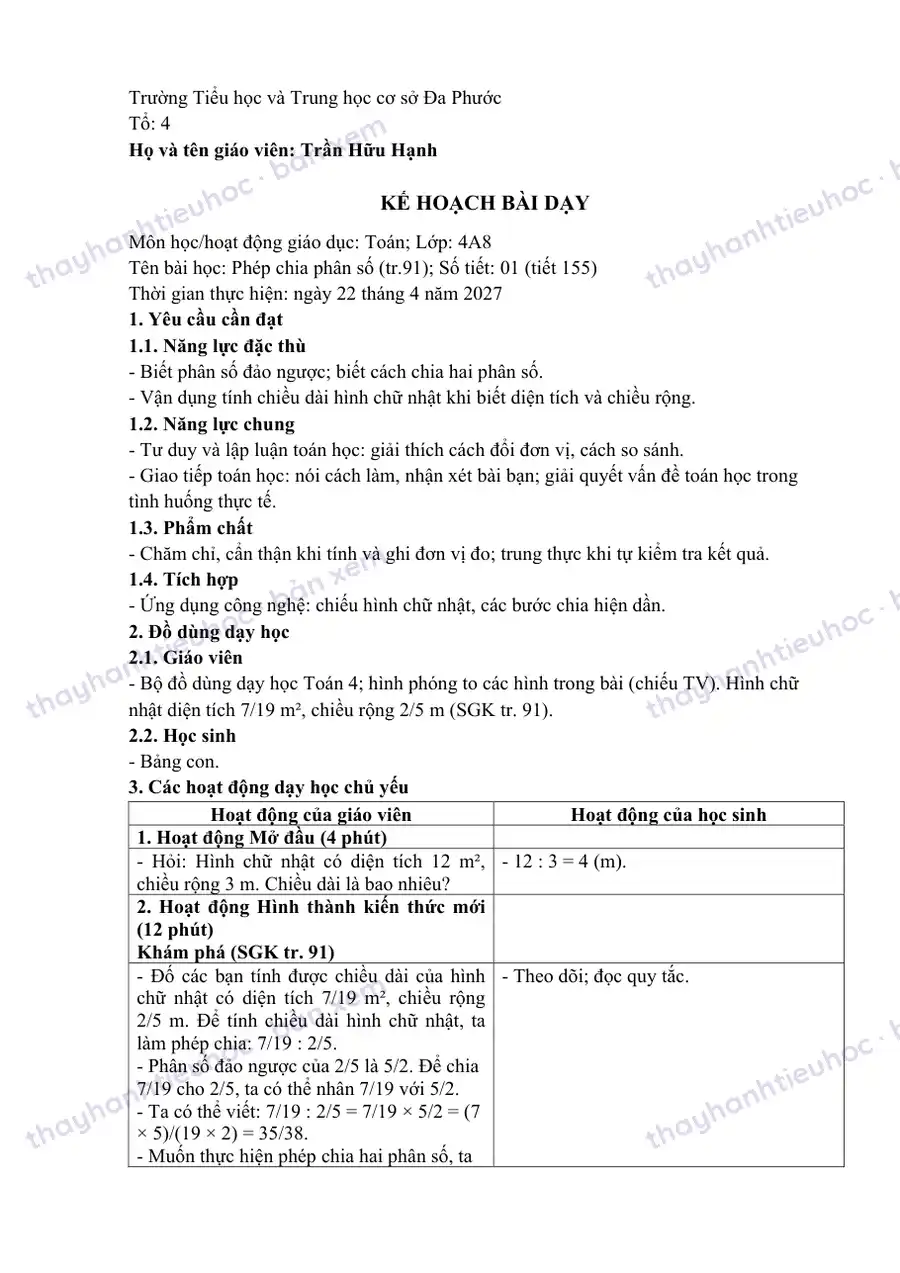 Trường Tiểu học và Trung học cơ sở Đa Phước
Tổ: 4
Họ và tên giáo viên: Trần Hữu Hạnh
KẾ HOẠCH BÀI DẠY
Môn học/hoạt động giáo dục: Toán; Lớp: 4A8
Tên bài học: Phép chia phân số (tr.91); Số tiết: 01 (tiết 155)
Thời gian thực hiện: ngày 22 tháng 4 năm 2027
1. Yêu cầu cần đạt
1.1. Năng lực đặc thù
- Biết phân số đảo ngược; biết cách chia hai phân số.
- Vận dụng tính chiều dài hình chữ nhật khi biết diện tích và chiều rộng.
1.2. Năng lực chung
- Tư duy và lập luận toán học: giải thích cách đổi đơn vị, cách so sánh.
- Giao tiếp toán học: nói cách làm, nhận xét bài bạn; giải quyết vấn đề toán học trong
tình huống thực tế.
1.3. Phẩm chất
- Chăm chỉ, cẩn thận khi tính và ghi đơn vị đo; trung thực khi tự kiểm tra kết quả.
1.4. Tích hợp
- Ứng dụng công nghệ: chiếu hình chữ nhật, các bước chia hiện dần.
2. Đồ dùng dạy học
2.1. Giáo viên
- Bộ đồ dùng dạy học Toán 4; hình phóng to các hình trong bài (chiếu TV). Hình chữ
nhật diện tích 7/19 m², chiều rộng 2/5 m (SGK tr. 91).
2.2. Học sinh
- Bảng con.
3. Các hoạt động dạy học chủ yếu
Hoạt động của giáo viên
Hoạt động của học sinh
1. Hoạt động Mở đầu (4 phút)
- Hỏi: Hình chữ nhật có diện tích 12 m²,
chiều rộng 3 m. Chiều dài là bao nhiêu?
- 12 : 3 = 4 (m).
2. Hoạt động Hình thành kiến thức mới
(12 phút)
Khám phá (SGK tr. 91)
- Đố các bạn tính được chiều dài của hình
chữ nhật có diện tích 7/19 m², chiều rộng
2/5 m. Để tính chiều dài hình chữ nhật, ta
làm phép chia: 7/19 : 2/5.
- Phân số đảo ngược của 2/5 là 5/2. Để chia
7/19 cho 2/5, ta có thể nhân 7/19 với 5/2.
- Ta có thể viết: 7/19 : 2/5 = 7/19 × 5/2 = (7
× 5)/(19 × 2) = 35/38.
- Muốn thực hiện phép chia hai phân số, ta
- Theo dõi; đọc quy tắc.
thayhanhtieuhoc · bản xem
thayhanhtieuhoc · b
thayhanhtieuhoc · bản xem
thayhanhtieuhoc · b
thayhanhtieuhoc · bản xem
thayhanhtieuhoc · b